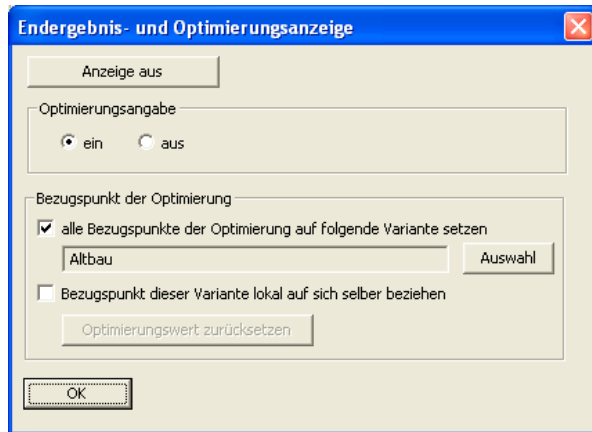 Endergebnis- und Optimierungsanzeige
Anzeige aus
Optimierungsangabe
ein aus
Bezugspunkt der Optimierung
alle Bezugspunkte der Optimierung auf folgende Variante setzen
Altbau Auswahl
Bezugspunkt dieser Variante lokal auf sich selber beziehen
Optimierungswert zurücksetzen
OK